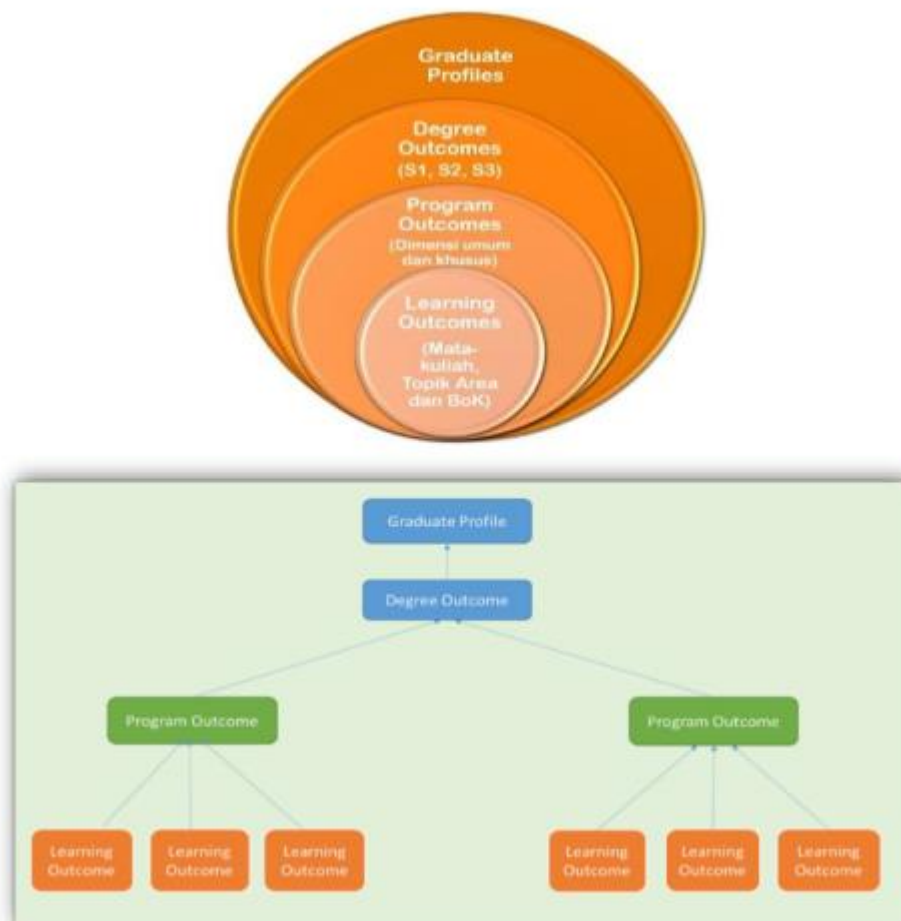 Graduate
Profiles
Degree
Outcomes
(S1, S2, S3)
Program
Outcomes
(Dimensi umum
dan khusus)
Learning
Outcomes
(Mata-
kuliah,
Topik Area
dan BoK)
Graduate Profile
Degree Outcome
Program Outcome
Program Outcome
Learning
Outcome
Learning
Outcome
Learning
Outcome
Learning
Outcome
Learning
Outcome
Learning
Outcome